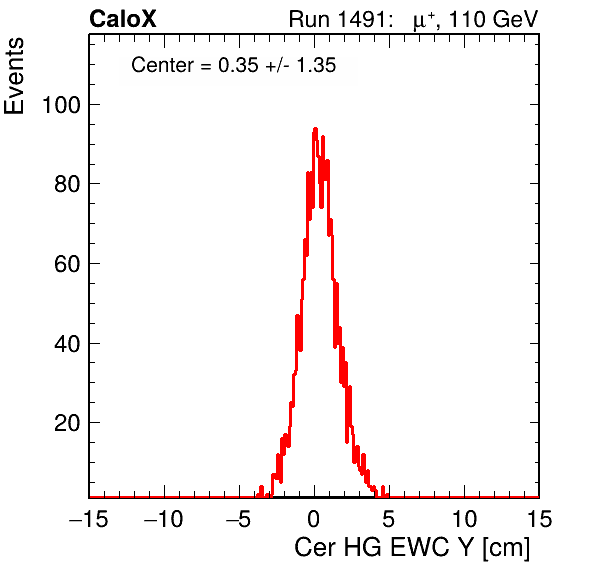 CaloX Run 1491: μ⁺, 110 GeV
Events
Center = 0.35 +/- 1.35
100
80
60
40
20
−15 −10 −5 0 5 10 15
Cer HG EWC Y [cm]